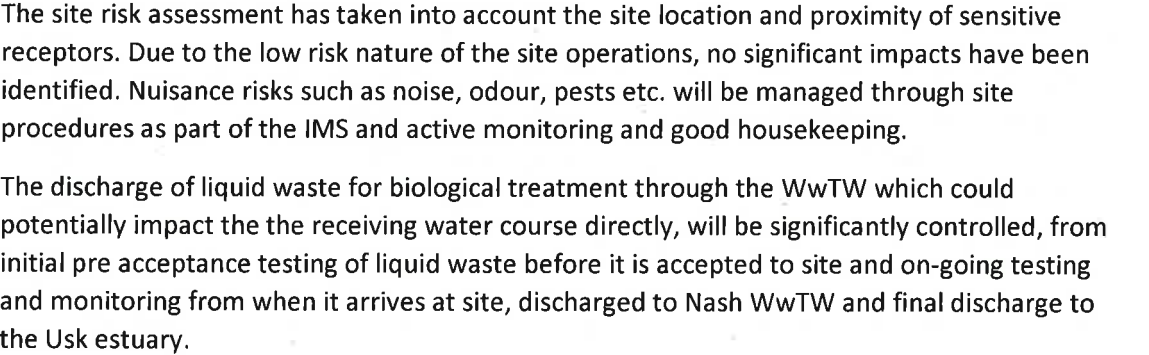 The site risk assessment has taken into account the site location and proximity of sensitive
receptors. Due to the low risk nature of the site operations, no significant impacts have been
identified. Nuisance risks such as noise, odour, pests etc. will be managed through site
procedures as part of the IMS and active monitoring and good housekeeping.
The discharge of liquid waste for biological treatment through the WwTW which could
potentially impact the the receiving water course directly, will be significantly controlled, from
initial pre acceptance testing of liquid waste before it is accepted to site and on-going testing
and monitoring from when it arrives at site, discharged to Nash WwTW and final discharge to
the Usk estuary.